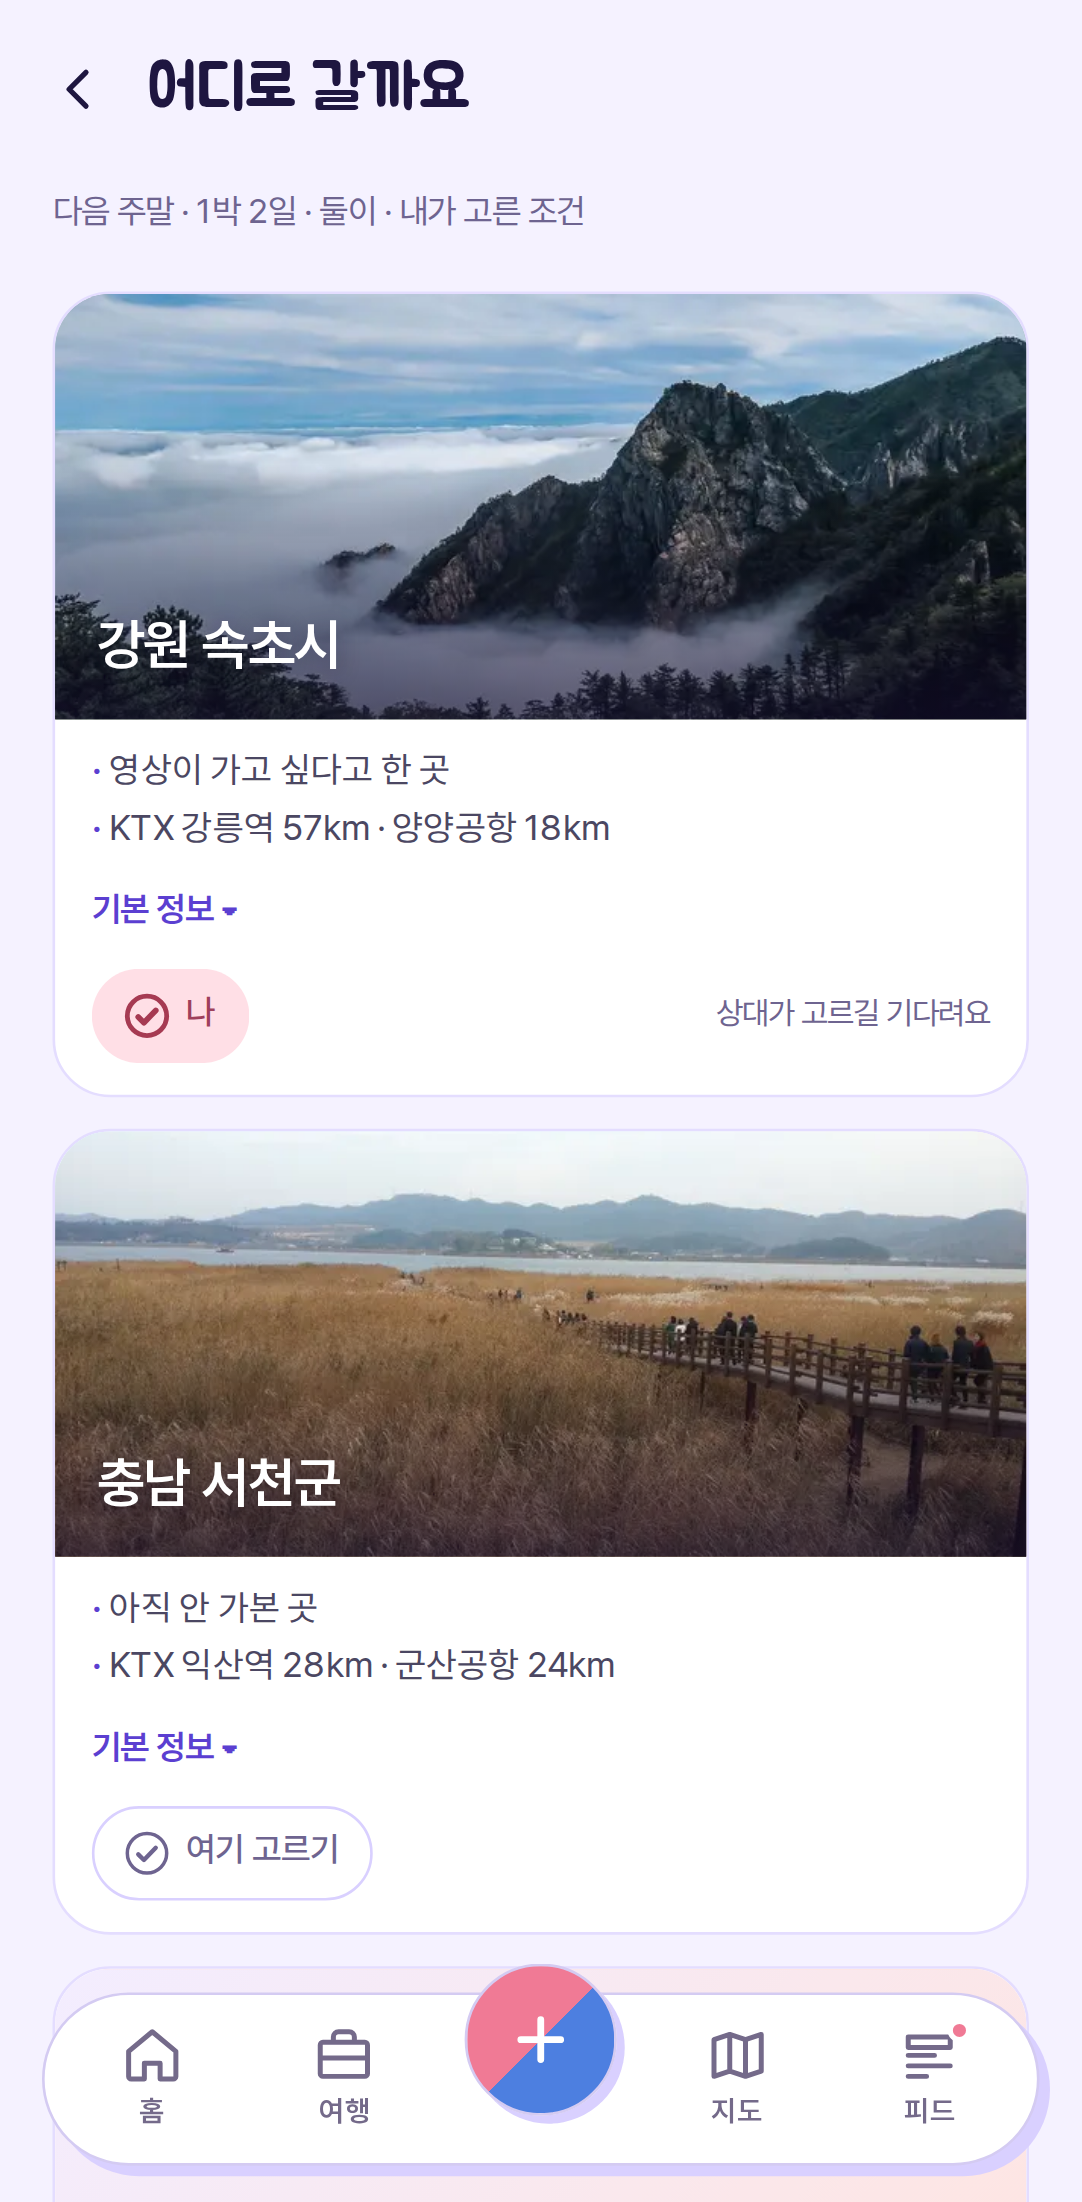 어디로 갈까요
다음 주말 · 1박 2일 · 둘이 · 내가 고른 조건
강원 속초시
· 영상이 가고 싶다고 한 곳
· KTX 강릉역 57km · 양양공항 18km
기본 정보
나
상대가 고르길 기다려요
충남 서천군
· 아직 안 가본 곳
· KTX 익산역 28km · 군산공항 24km
기본 정보
여기 고르기
홈
여행
지도
피드